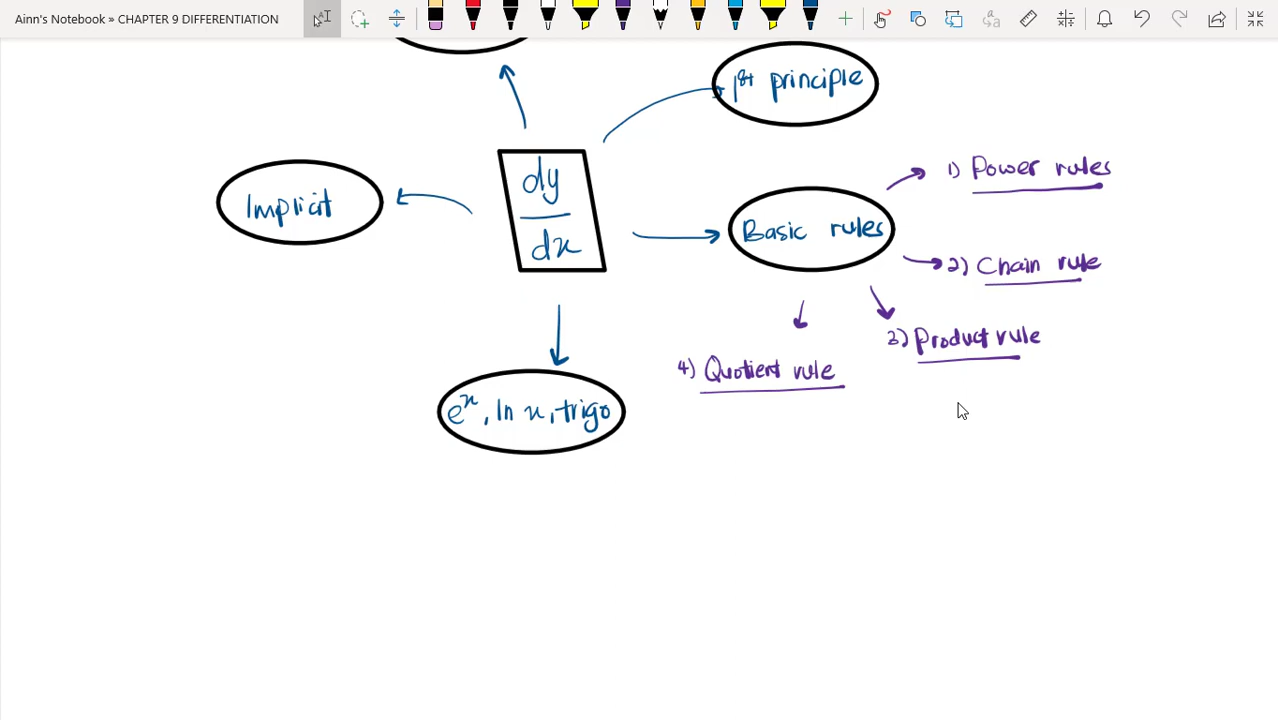 Ainn's Notebook » CHAPTER 9 DIFFERENTIATION
1st principle
dy
dx
Implicit
Basic rules
1) Power rules
2) Chain rule
3) Product rule
4) Quotient rule
e^x, ln x, trigo